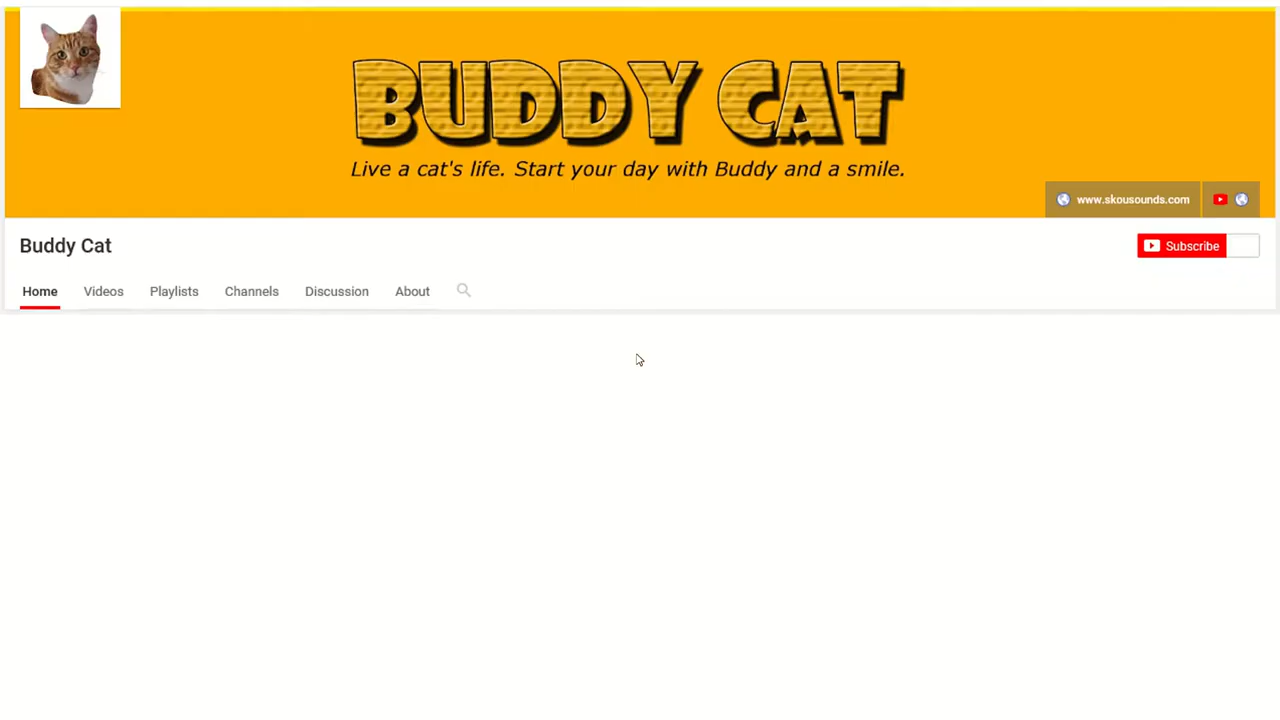 BUDDY CAT
Live a cat's life. Start your day with Buddy and a smile.
www.skousounds.com
Buddy Cat
Subscribe
Home Videos Playlists Channels Discussion About